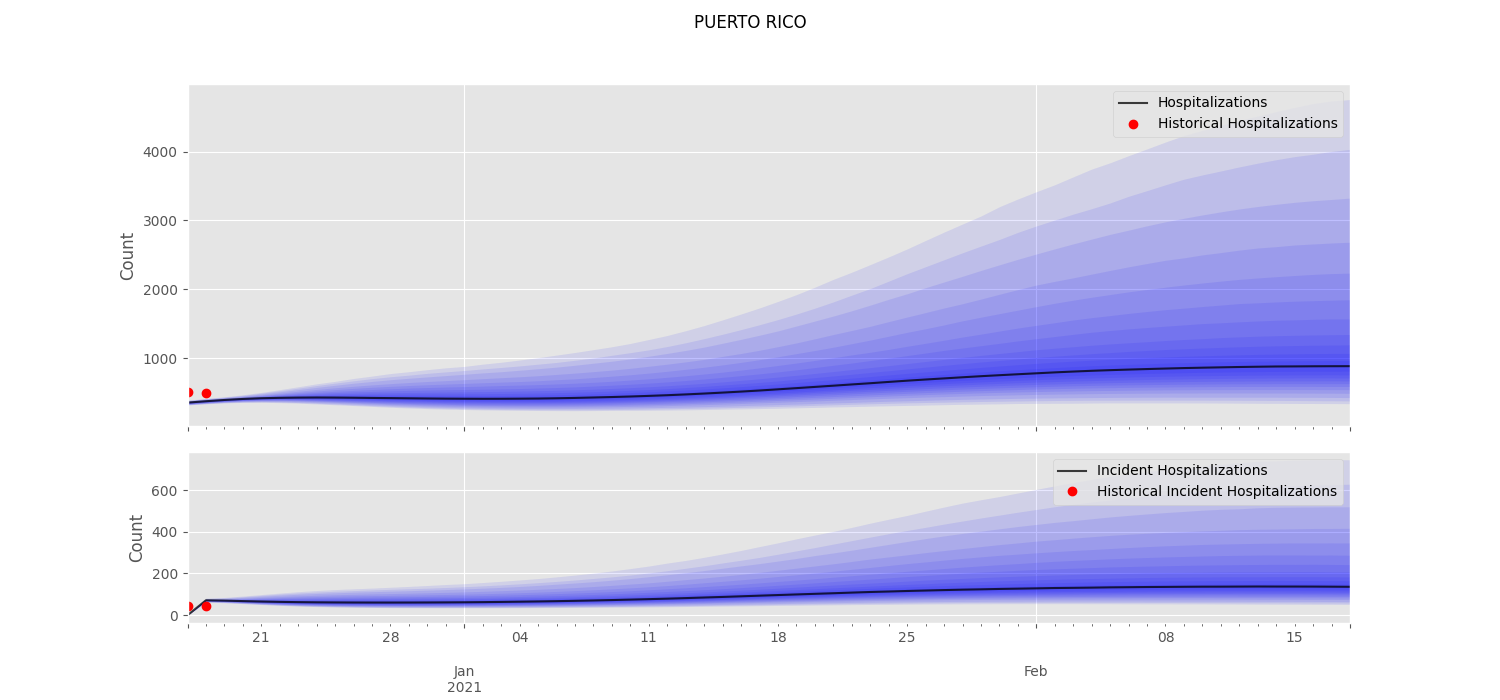 PUERTO RICO
Hospitalizations
Historical Hospitalizations
4000
3000
2000
1000
Count
Incident Hospitalizations
Historical Incident Hospitalizations
600
400
200
0
Count
21 28 04 11 18 25 08 15
Jan Feb
2021